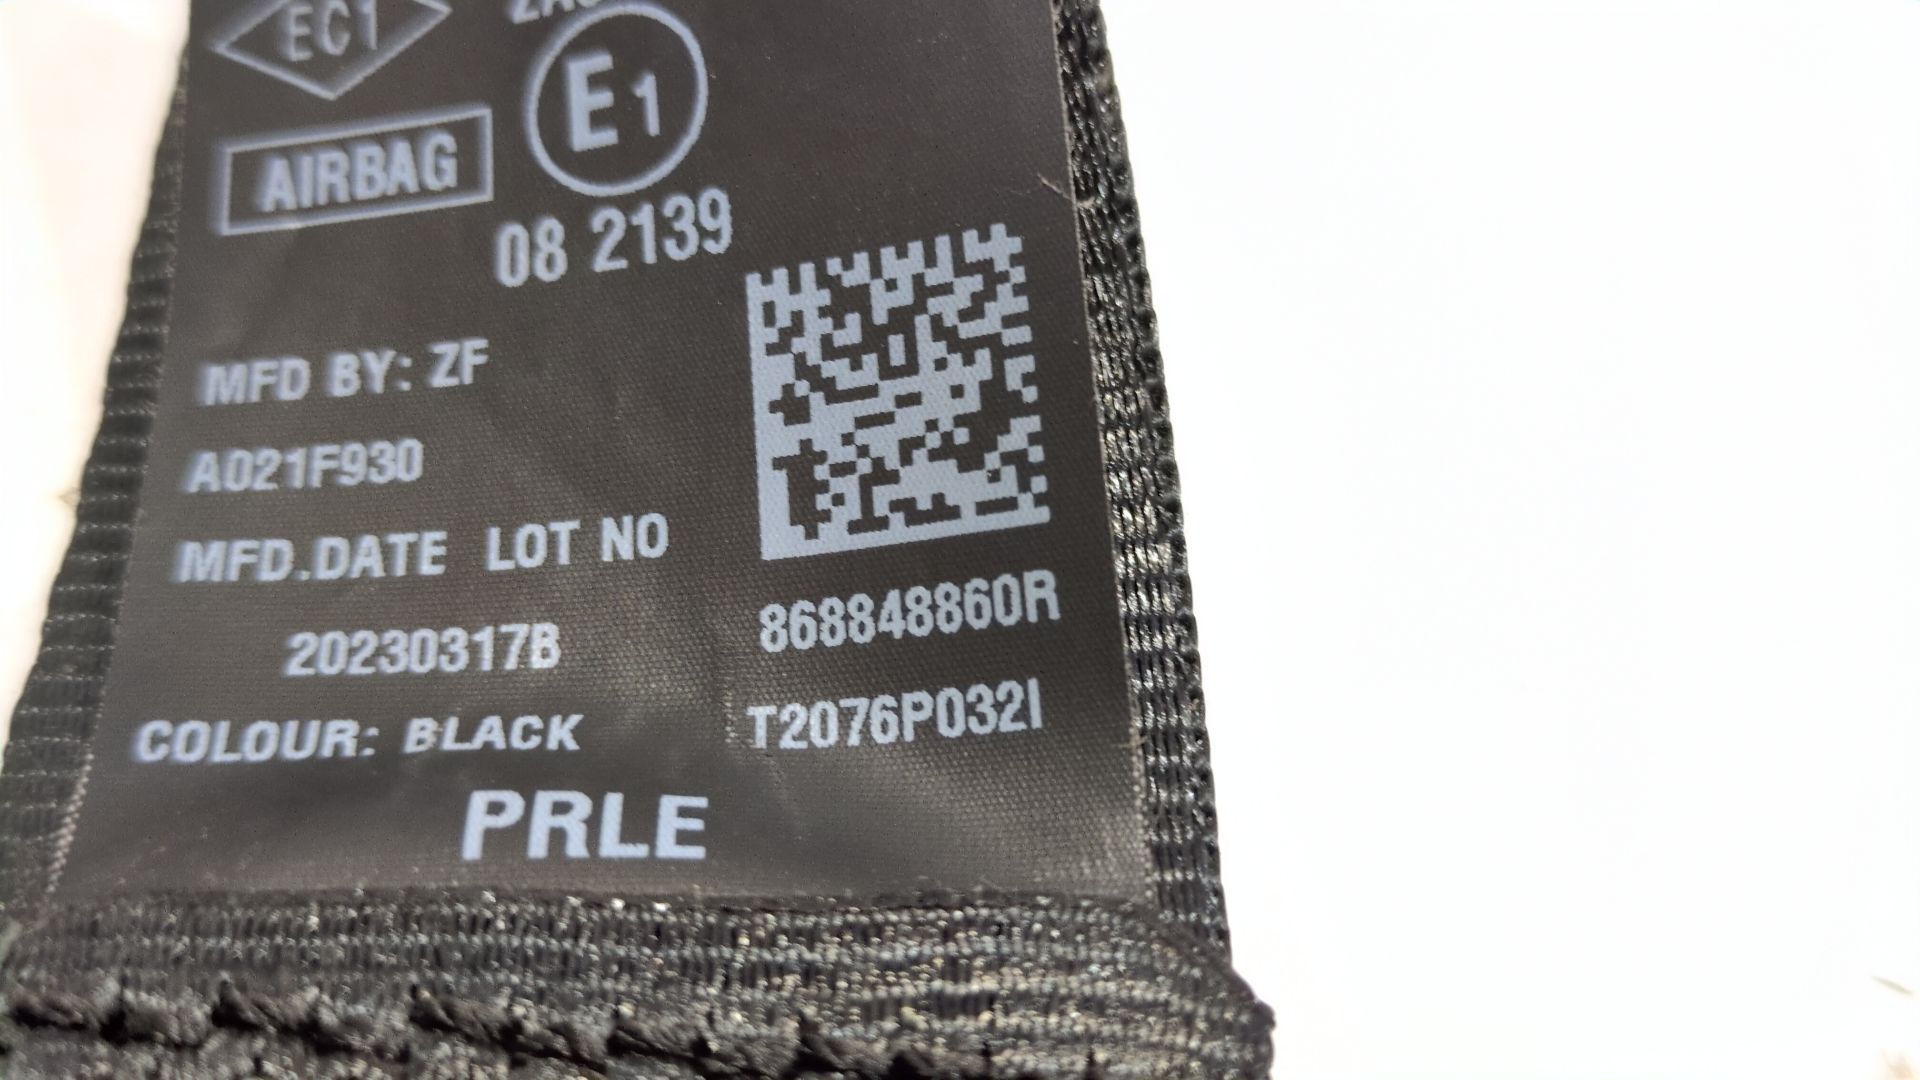 EC1
E1
AIRBAG
08 2139
MFD BY: ZF
A021F930
MFD.DATE LOT NO
20230317B
868848860R
COLOUR: BLACK
T2076P032I
PRLE